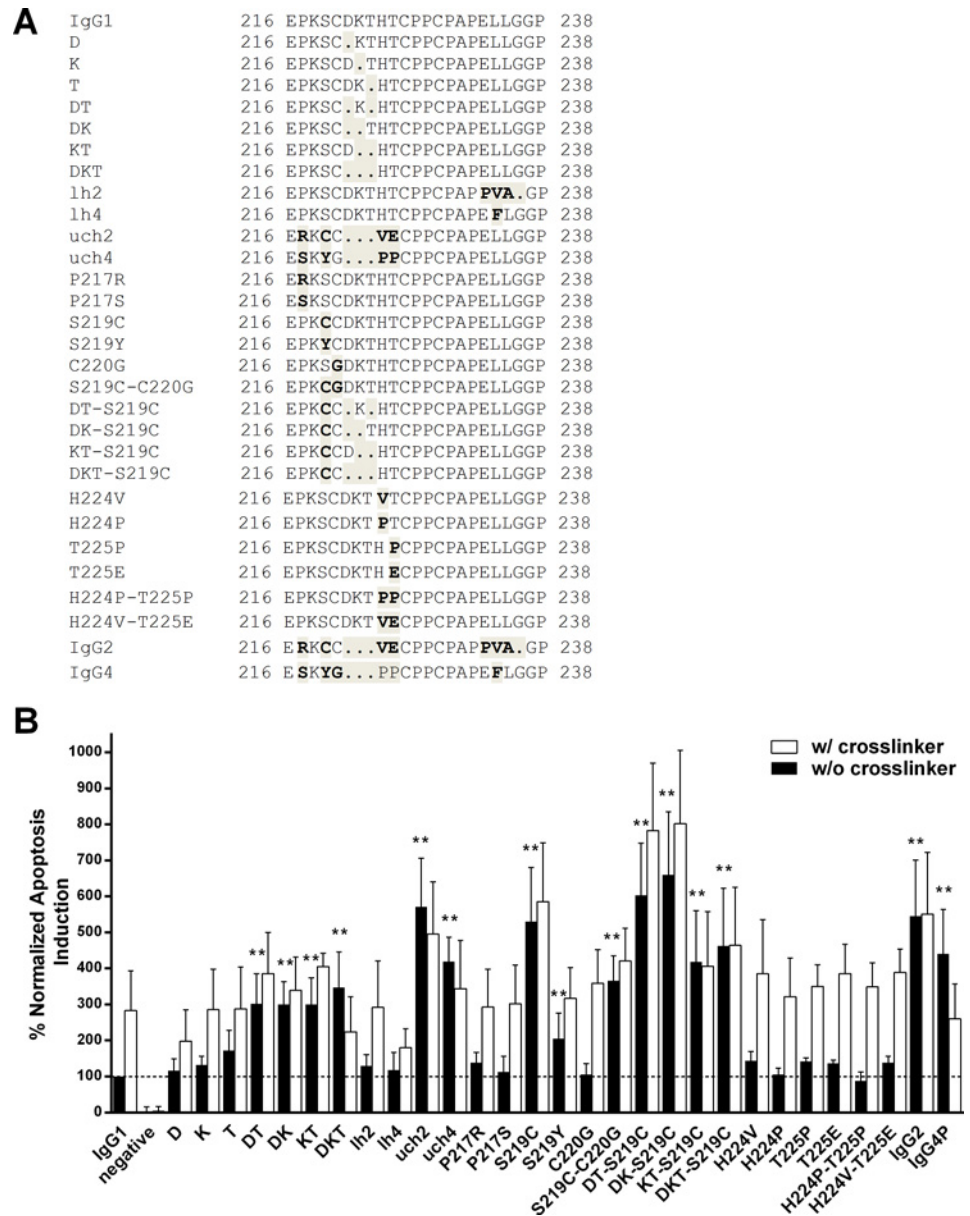 A
IgG1 216 EPKSCDKTHTCPPCPAPELLGGP 238
D 216 EPKSC.KTHTCPPCPAPELLGGP 238
K 216 EPKSCD.THTCPPCPAPELLGGP 238
T 216 EPKSCDK.HTCPPCPAPELLGGP 238
DT 216 EPKSC.K.HTCPPCPAPELLGGP 238
DK 216 EPKSC..THTCPPCPAPELLGGP 238
KT 216 EPKSCD..HTCPPCPAPELLGGP 238
DKT 216 EPKSC...HTCPPCPAPELLGGP 238
lh2 216 EPKSCDKTHTCPPCPAPPVA.GP 238
lh4 216 EPKSCDKTHTCPPCPAPEFLGGP 238
uch2 216 ERKCC...VECPPCPAPELLGGP 238
uch4 216 ESKYG...PPCPPCPAPELLGGP 238
P217R 216 ERKSCDKTHTCPPCPAPELLGGP 238
P217S 216 ESKSCDKTHTCPPCPAPELLGGP 238
S219C 216 EPKCCDKTHTCPPCPAPELLGGP 238
S219Y 216 EPKYCDKTHTCPPCPAPELLGGP 238
C220G 216 EPKSGDKTHTCPPCPAPELLGGP 238
S219C-C220G 216 EPKCGDKTHTCPPCPAPELLGGP 238
DT-S219C 216 EPKCC.K.HTCPPCPAPELLGGP 238
DK-S219C 216 EPKCC..THTCPPCPAPELLGGP 238
KT-S219C 216 EPKCCD..HTCPPCPAPELLGGP 238
DKT-S219C 216 EPKCC...HTCPPCPAPELLGGP 238
H224V 216 EPKSCDKTVTCPPCPAPELLGGP 238
H224P 216 EPKSCDKTPTCPPCPAPELLGGP 238
T225P 216 EPKSCDKTHPCPPCPAPELLGGP 238
T225E 216 EPKSCDKTHECPPCPAPELLGGP 238
H224P-T225P 216 EPKSCDKTPPCPPCPAPELLGGP 238
H224V-T225E 216 EPKSCDKTVECPPCPAPELLGGP 238
IgG2 216 ERKCC...VECPPCPAPPVA.GP 238
IgG4 216 ESKYG...PPCPPCPAPEFLGGP 238
B
w/ crosslinker
w/o crosslinker
% Normalized Apoptosis
Induction
1000
900
800
700
600
500
400
300
200
100
0
** ** ** ** ** ** ** ** ** ** ** ** ** ** **
IgG1 negative D K T DT DK KT DKT lh2 lh4 uch2 uch4 P217R P217S S219C S219Y C220G S219C-C220G DT-S219C DK-S219C KT-S219C DKT-S219C H224V H224P T225P T225E H224P-T225P H224V-T225E IgG2 IgG4P